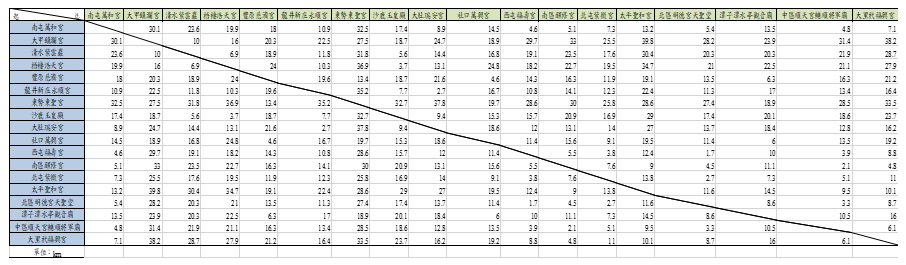 起 迄 南屯萬和宮 大甲鎮瀾宮 清水紫雲巖 梧棲浩天宮 豐原慈濟宮 龍井新庄永順宮 東勢東聖宮 沙鹿玉皇殿 大肚瑞安宮 社口萬興宮 西屯福壽宮 南區醒修宮 北屯紫微宮 太平聖和宮 北區明德宮天聖堂 潭子潭水亭觀音廟 中區順天宮輔順將軍廟 大里杙福興宮
南屯萬和宮 30.1 23.6 19.9 18 10.9 32.5 17.4 8.9 14.5 4.6 5.1 7.3 13.2 5.4 13.5 4.8 7.1
大甲鎮瀾宮 30.1 10 16 20.3 22.5 27.5 18.7 24.7 18.9 29.7 33 25.5 39.8 28.2 23.9 31.4 38.2
清水紫雲巖 23.6 10 6.9 18.9 11.8 31.8 5.6 14.4 16.8 19.1 23.5 17.6 30.4 20.3 20.3 21.9 28.7
梧棲浩天宮 19.9 16 6.9 24 10.3 36.9 3.7 13.1 24.8 18.2 22.7 19.5 34.7 21 22.5 21.1 27.9
豐原慈濟宮 18 20.3 18.9 24 19.6 13.4 18.7 21.6 4.6 14.3 16.3 11.9 19.1 13.5 6.3 16.3 21.2
龍井新庄永順宮 10.9 22.5 11.8 10.3 19.6 35.2 7.7 2.7 16.7 10.8 14.1 12.3 22.4 11.3 17 13.4 16.4
東勢東聖宮 32.5 27.5 31.8 36.9 13.4 35.2 32.7 37.8 19.7 28.6 30 25.8 28.6 27.4 18.9 28.5 33.5
沙鹿玉皇殿 17.4 18.7 5.6 3.7 18.7 7.7 32.7 9.4 15.3 15.7 20.9 16.9 29 17.4 20.1 18.6 23.7
大肚瑞安宮 8.9 24.7 14.4 13.1 21.6 2.7 37.8 9.4 18.6 12 13.1 14 27 13.7 18.4 12.8 16.2
社口萬興宮 14.5 18.9 16.8 24.8 4.6 16.7 19.7 15.3 18.6 11.4 15.6 9.1 19.5 11.4 6 13.5 19.2
西屯福壽宮 4.6 29.7 19.1 18.2 14.3 10.8 28.6 15.7 12 11.4 5.5 3.8 12.4 1.7 10 3.9 8.8
南區醒修宮 5.1 33 23.5 22.7 16.3 14.1 30 20.9 13.1 15.6 5.5 7.6 9 4.5 11.1 2.1 4.8
北屯紫微宮 7.3 25.5 17.6 19.5 11.9 12.3 25.8 16.9 14 9.1 3.8 7.6 13.8 2.7 7.3 5.1 11
太平聖和宮 13.2 39.8 30.4 34.7 19.1 22.4 28.6 29 27 19.5 12.4 9 13.8 11.6 14.5 9.5 10.1
北區明德宮天聖堂 5.4 28.2 20.3 21 13.5 11.3 27.4 17.4 13.7 11.4 1.7 4.5 2.7 11.6 8.6 3.3 8.7
潭子潭水亭觀音廟 13.5 23.9 20.3 22.5 6.3 17 18.9 20.1 18.4 6 10 11.1 7.3 14.5 8.6 10.5 16
中區順天宮輔順將軍廟 4.8 31.4 21.9 21.1 16.3 13.4 28.5 18.6 12.8 13.5 3.9 2.1 5.1 9.5 3.3 10.5 6.1
大里杙福興宮 7.1 38.2 28.7 27.9 21.2 16.4 33.5 23.7 16.2 19.2 8.8 4.8 11 10.1 8.7 16 6.1
單位：km